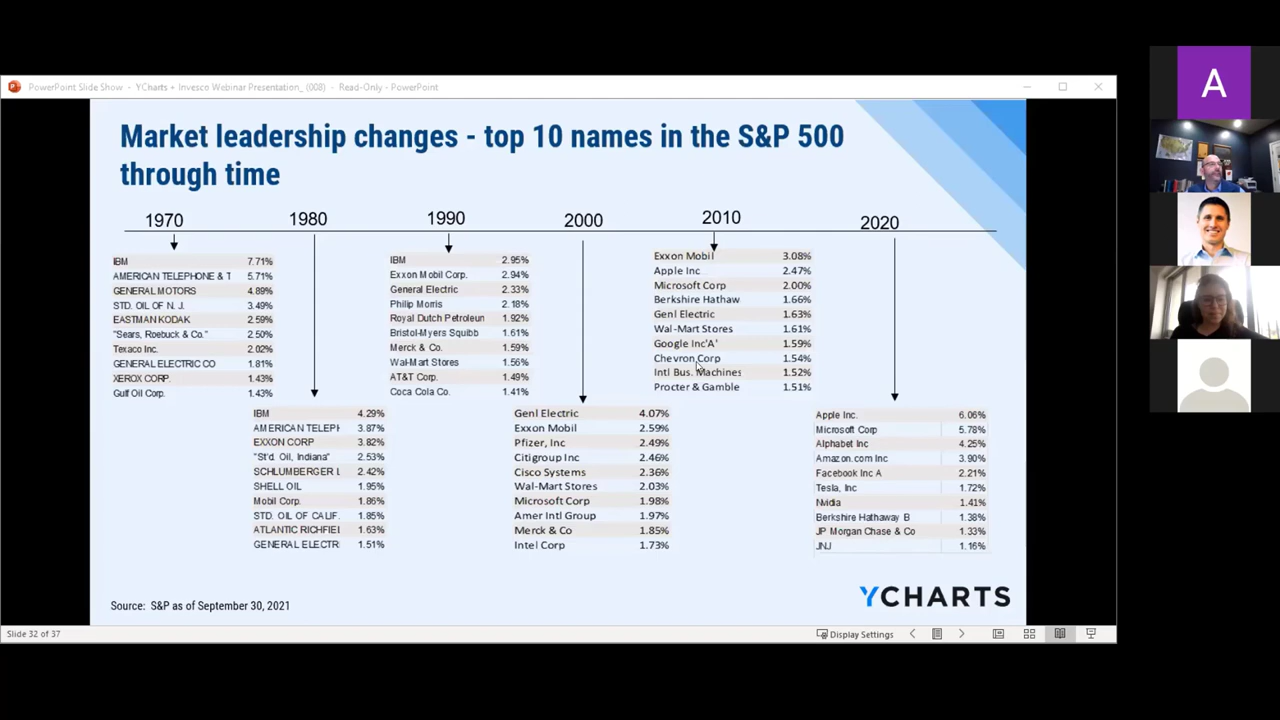 PowerPoint Slide Show - YCharts + Invesco Webinar Presentation_ (008) - Read-Only - PowerPoint
A
Market leadership changes - top 10 names in the S&P 500
through time
1970
1980
1990
2000
2010
2020
IBM 7.71%
AMERICAN TELEPHONE & T 5.71%
GENERAL MOTORS 4.89%
STD. OIL OF N. J. 3.49%
EASTMAN KODAK 2.59%
"Sears, Roebuck & Co." 2.50%
Texaco Inc. 2.02%
GENERAL ELECTRIC CO 1.81%
XEROX CORP. 1.43%
Gulf Oil Corp. 1.43%
IBM 4.29%
AMERICAN TELEPH 3.87%
EXXON CORP 3.82%
"Std. Oil, Indiana" 2.53%
SCHLUMBERGER L 2.42%
SHELL OIL 1.95%
Mobil Corp. 1.86%
STD. OIL OF CALIF. 1.85%
ATLANTIC RICHFIEL 1.63%
GENERAL ELECTR 1.51%
IBM 2.95%
Exxon Mobil Corp. 2.94%
General Electric 2.33%
Philip Morris 2.18%
Royal Dutch Petroleun 1.92%
Bristol-Myers Squibb 1.61%
Merck & Co. 1.59%
Wal-Mart Stores 1.56%
AT&T Corp. 1.49%
Coca Cola Co. 1.41%
Genl Electric 4.07%
Exxon Mobil 2.59%
Pfizer, Inc 2.49%
Citigroup Inc 2.46%
Cisco Systems 2.36%
Wal-Mart Stores 2.03%
Microsoft Corp 1.98%
Amer Intl Group 1.97%
Merck & Co 1.85%
Intel Corp 1.73%
Exxon Mobil 3.08%
Apple Inc 2.47%
Microsoft Corp 2.00%
Berkshire Hathaw 1.66%
Genl Electric 1.63%
Wal-Mart Stores 1.61%
Google Inc'A' 1.59%
Chevron Corp 1.54%
Intl Bus. Machines 1.52%
Procter & Gamble 1.51%
Apple Inc. 6.06%
Microsoft Corp 5.78%
Alphabet Inc 4.25%
Amazon.com Inc 3.90%
Facebook Inc A 2.21%
Tesla, Inc 1.72%
Nvidia 1.41%
Berkshire Hathaway B 1.38%
JP Morgan Chase & Co 1.33%
JNJ 1.16%
Source: S&P as of September 30, 2021
YCHARTS
Slide 32 of 37
Display Settings